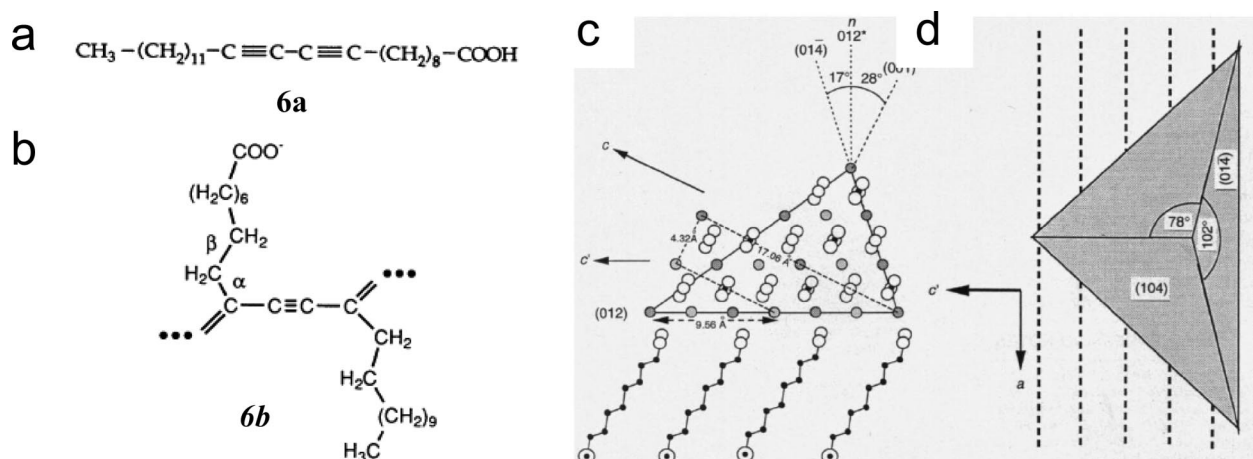 a
CH₃–(CH₂)₁₁–C≡C–C≡C–(CH₂)₈–COOH
6a
b
COO⁻
(H₂C)₆
β
CH₂
H₂C
α
CH₂
H₂C
(CH₂)₉
H₃C
6b
c
n
012*
(014̄)
(001)
17°
28°
c
4.32Å
17.06 Å
c'
(012)
9.56 Å
d
(014̄)
78°
102°
(104)
c'
a